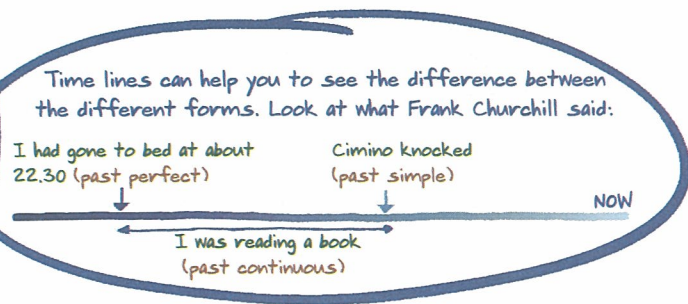 Time lines can help you to see the difference between
the different forms. Look at what Frank Churchill said:
I had gone to bed at about
22.30 (past perfect)
Cimino knocked
(past simple)
NOW
I was reading a book
(past continuous)